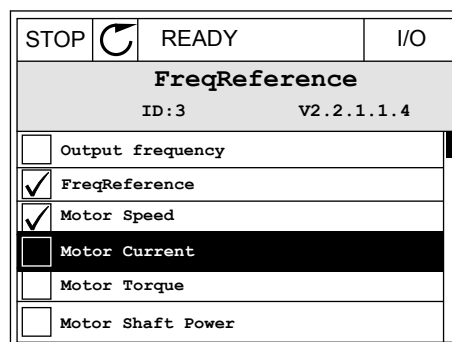 STOP READY I/O
FreqReference
ID:3 V2.2.1.1.4
Output frequency
FreqReference
Motor Speed
Motor Current
Motor Torque
Motor Shaft Power